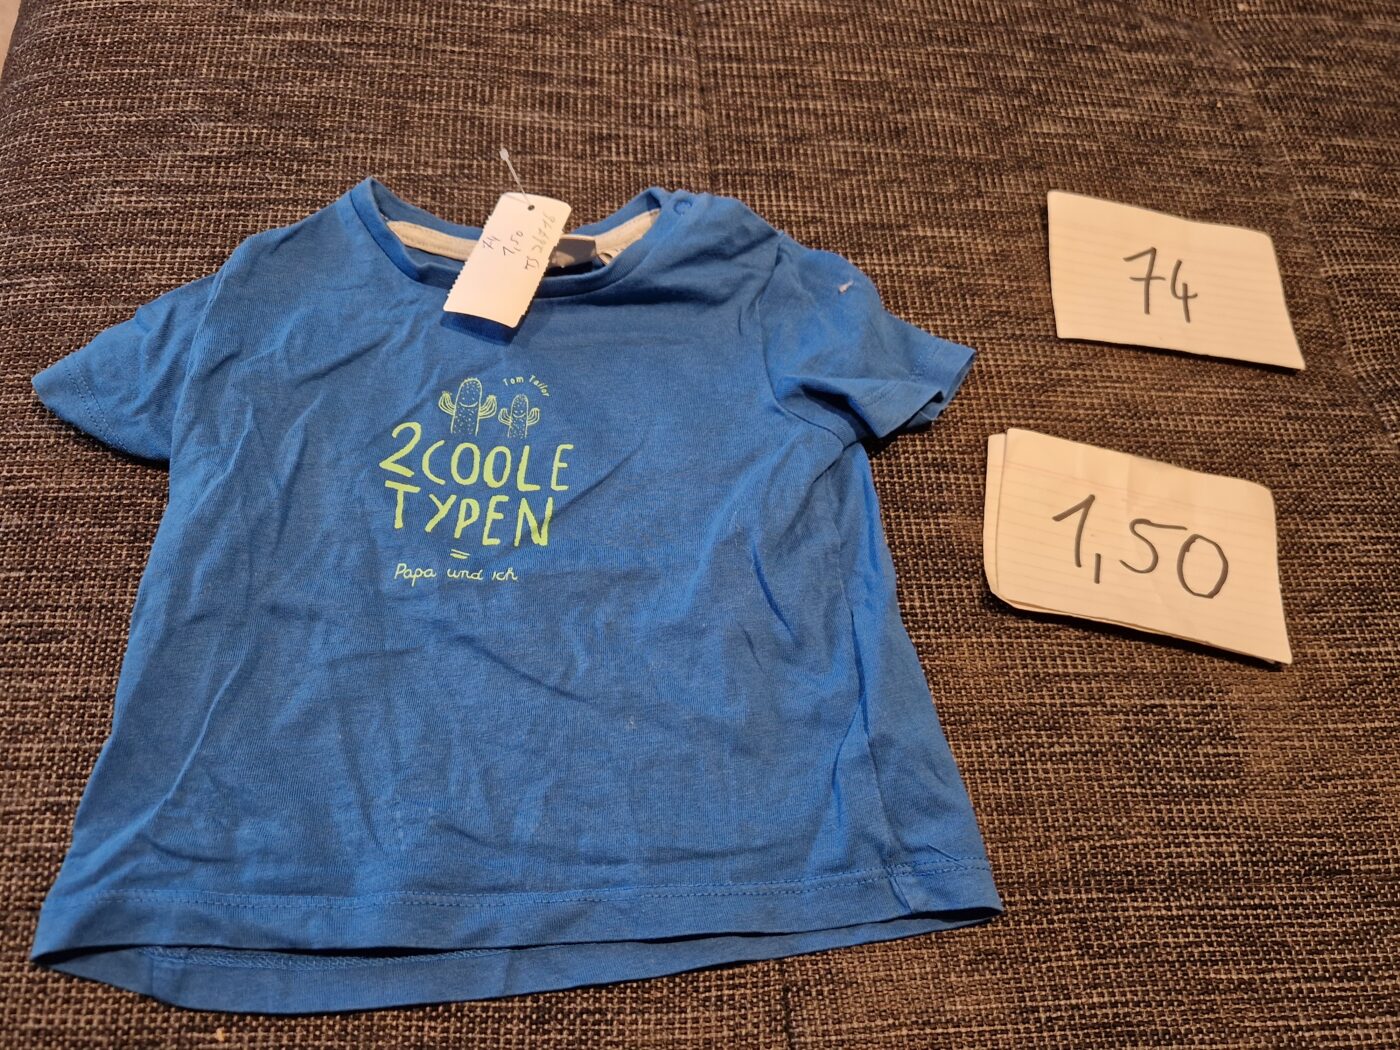 74
1,50
Tom Tailor
2COOLE
TYPEN
=
Papa und ich
74
1,50